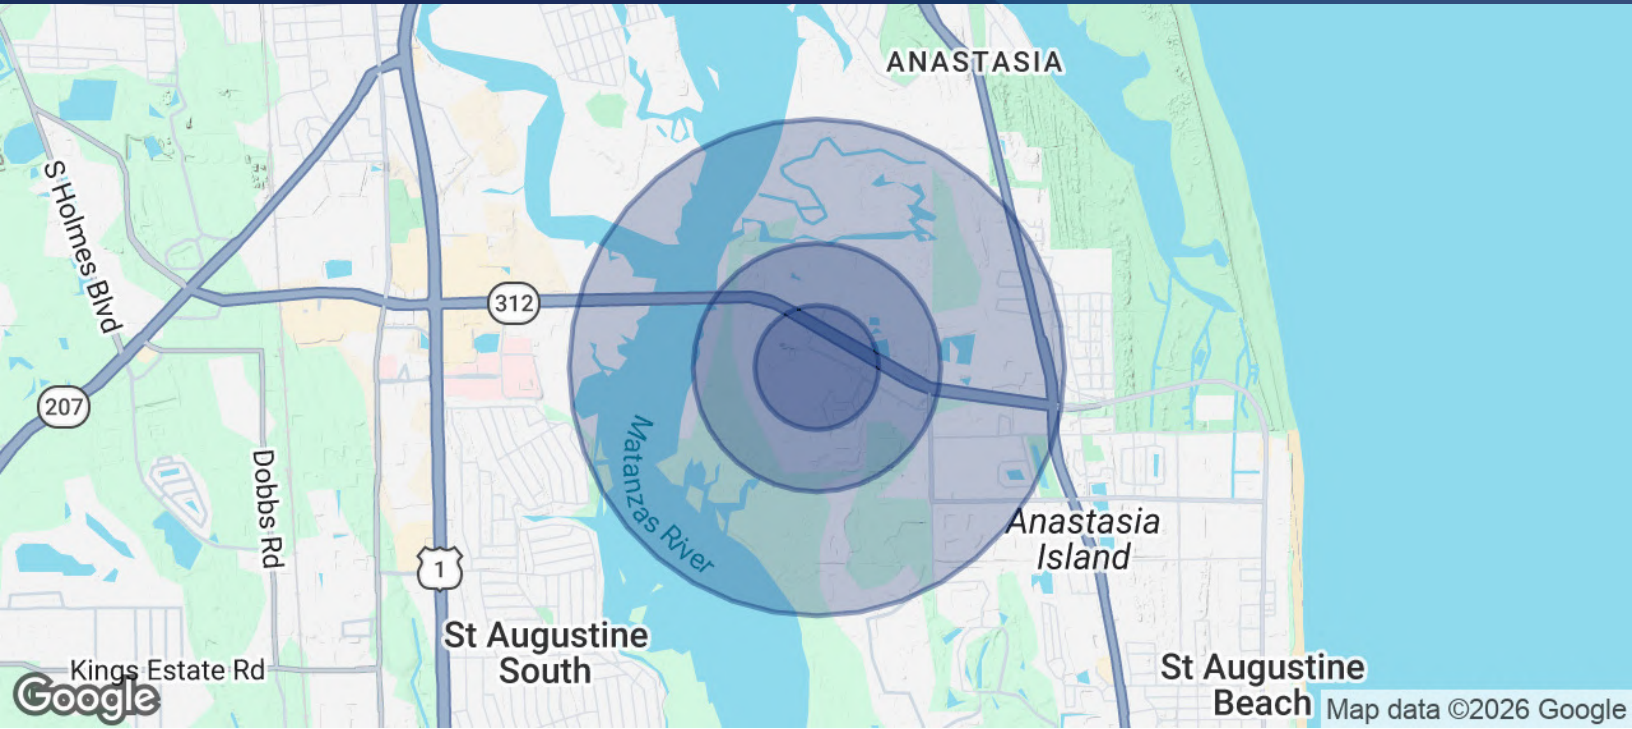 ANASTASIA
S Holmes Blvd
312
207
Matanzas River
Dobbs Rd
Anastasia
Island
1
St Augustine
South
Kings Estate Rd
St Augustine
Beach
Google
Map data ©2026 Google